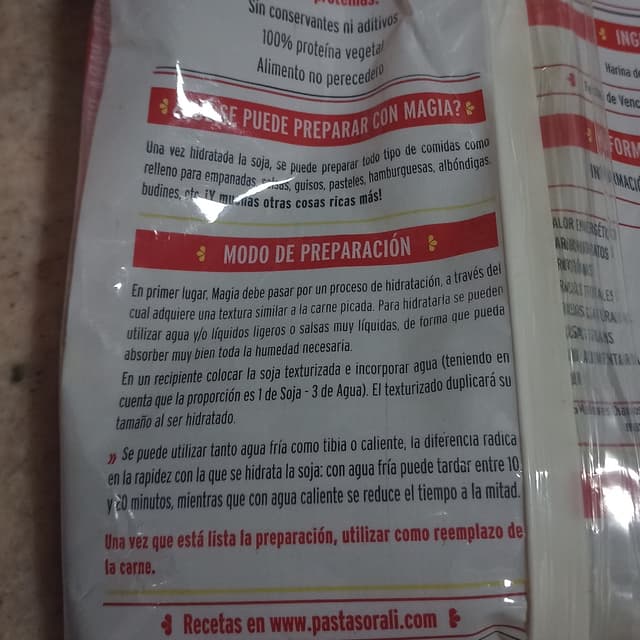 proteínas.
Sin conservantes ni aditivos
100% proteína vegetal
Alimento no perecedero
SE PUEDE PREPARAR CON MAGIA?
Una vez hidratada la soja, se puede preparar todo tipo de comidas como
relleno para empanadas, salsas, guisos, pasteles, hamburguesas, albóndigas,
budines, etc. ¡Y muchas otras cosas ricas más!
MODO DE PREPARACIÓN
En primer lugar, Magia debe pasar por un proceso de hidratación, a través del
cual adquiere una textura similar a la carne picada. Para hidratarla se pueden
utilizar agua y/o líquidos ligeros o salsas muy líquidas, de forma que pueda
absorber muy bien toda la humedad necesaria.
En un recipiente colocar la soja texturizada e incorporar agua (teniendo en
cuenta que la proporción es 1 de Soja - 3 de Agua). El texturizado duplicará su
tamaño al ser hidratado.
» Se puede utilizar tanto agua fría como tibia o caliente, la diferencia radica
en la rapidez con la que se hidrata la soja: con agua fría puede tardar entre 10
y 20 minutos, mientras que con agua caliente se reduce el tiempo a la mitad.
Una vez que está lista la preparación, utilizar como reemplazo de
la carne.
Recetas en www.pastasorali.com
ING
Harina de
de Venc
FORM